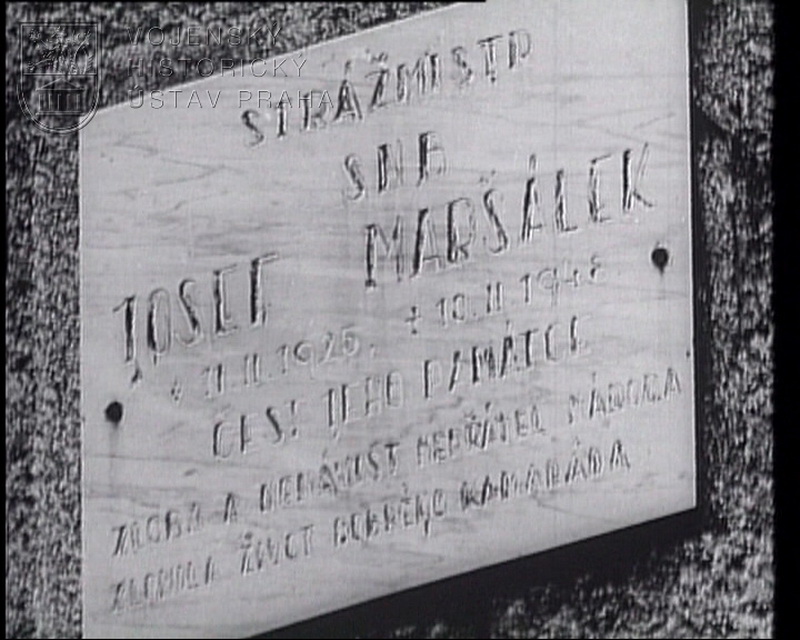 VOJENSKÝ
HISTORICKÝ
ÚSTAV PRAHA
STRÁŽMISTR
SNB
JOSEF MARŠÁLEK
* 11.II.1925. ‡ 10.II 1948.
ČEST JEHO PAMÁTCE
ZLOBA A NENÁVIST NEPŘÁTEL NÁRODA
ZLOMILA ŽIVOT DOBRÉHO KAMARÁDA